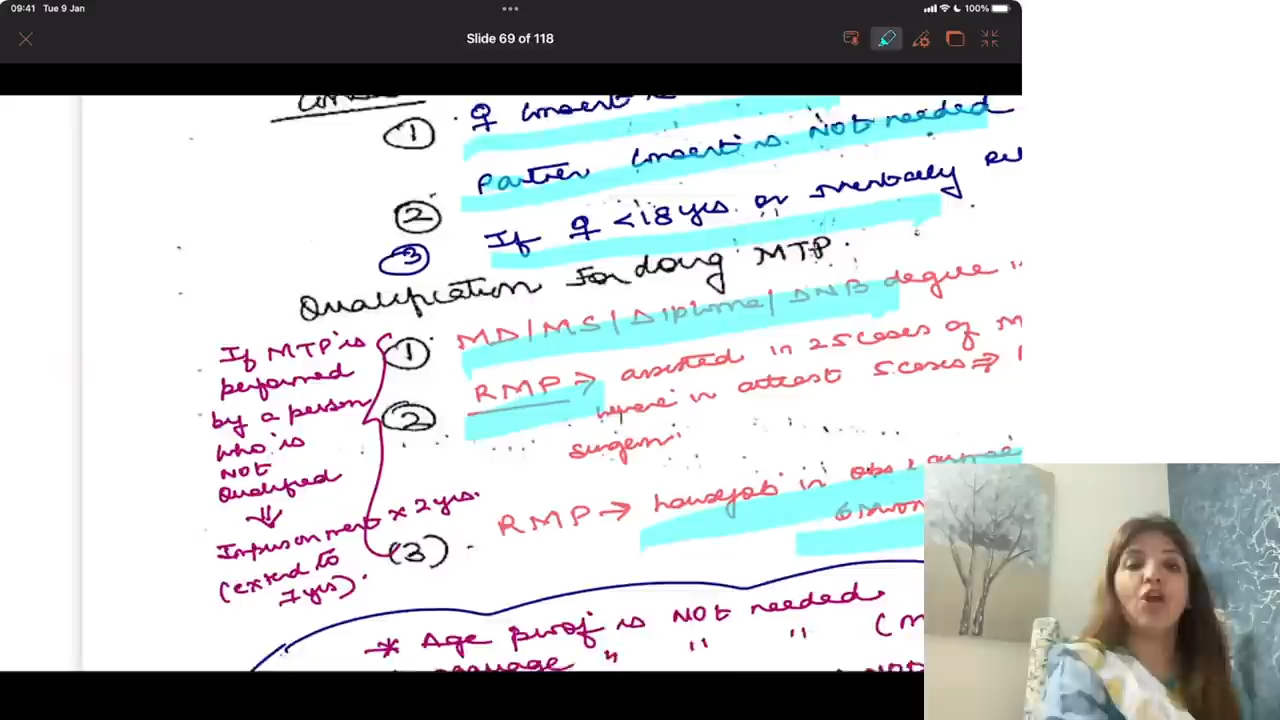 09:41 Tue 9 Jan
100%
Slide 69 of 118
① ♀ consent is
Partner consent is NOT needed
②
③ If ♀ <18 yrs. or mentally
Qualification For doing MTP.
① MD/MS/Diploma/DNB degree
② RMP → assisted in 25 cases of
where in atleast 5 cases ⇒
surgeon
(3) RMP → housejob in obs &
6
If MTP is
performed
by a person
who is
NOT
Qualified
⇓
Imprisonment × 2 yrs.
(extend to
7 yrs).
* Age proof is NOT needed.
" " (M
NOT